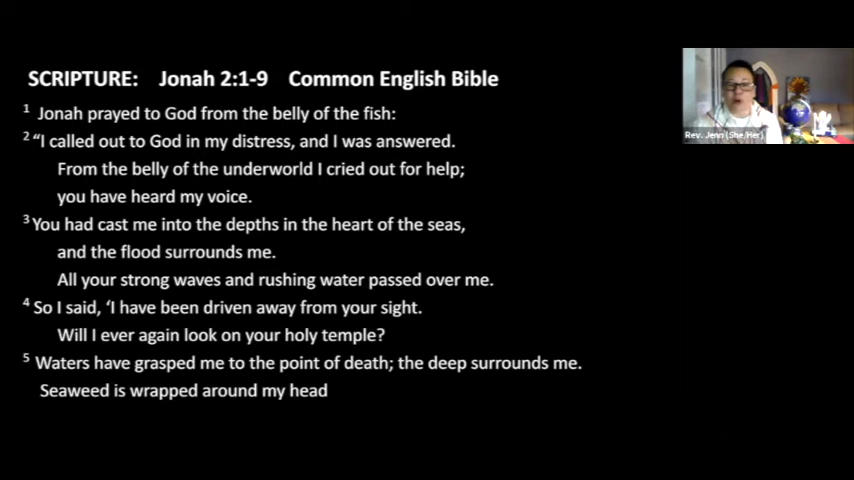 SCRIPTURE: Jonah 2:1-9 Common English Bible
1 Jonah prayed to God from the belly of the fish:
2 “I called out to God in my distress, and I was answered.
From the belly of the underworld I cried out for help;
you have heard my voice.
3 You had cast me into the depths in the heart of the seas,
and the flood surrounds me.
All your strong waves and rushing water passed over me.
4 So I said, ‘I have been driven away from your sight.
Will I ever again look on your holy temple?
5 Waters have grasped me to the point of death; the deep surrounds me.
Seaweed is wrapped around my head
Rev. Jenn (She/Her)